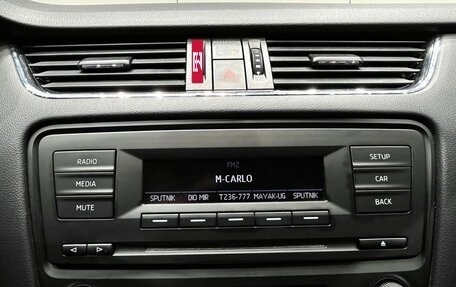 RADIO
FM2
SETUP
M-CARLO
MEDIA
CAR
SPUTNIK DIO MIR T236-777 MAYAK-UG SPUTNIK
MUTE
BACK